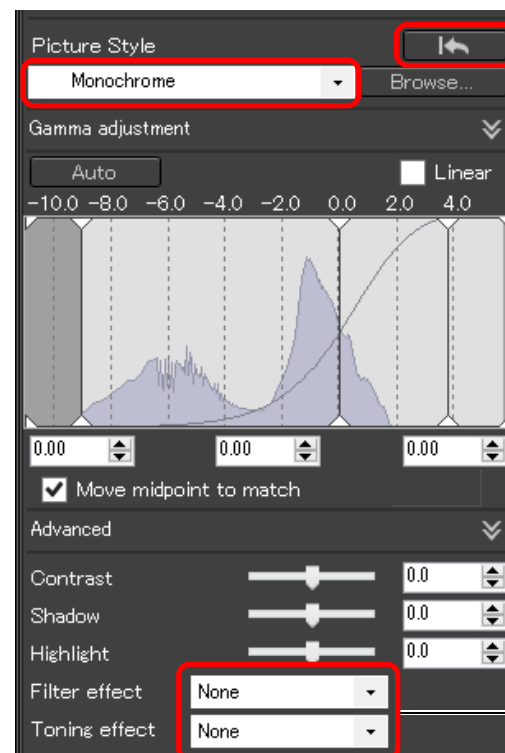 Picture Style
Monochrome
Browse...
Gamma adjustment
Auto
Linear
-10.0 -8.0 -6.0 -4.0 -2.0 0.0 2.0 4.0
0.00 0.00 0.00
Move midpoint to match
Advanced
Contrast 0.0
Shadow 0.0
Highlight 0.0
Filter effect None
Toning effect None